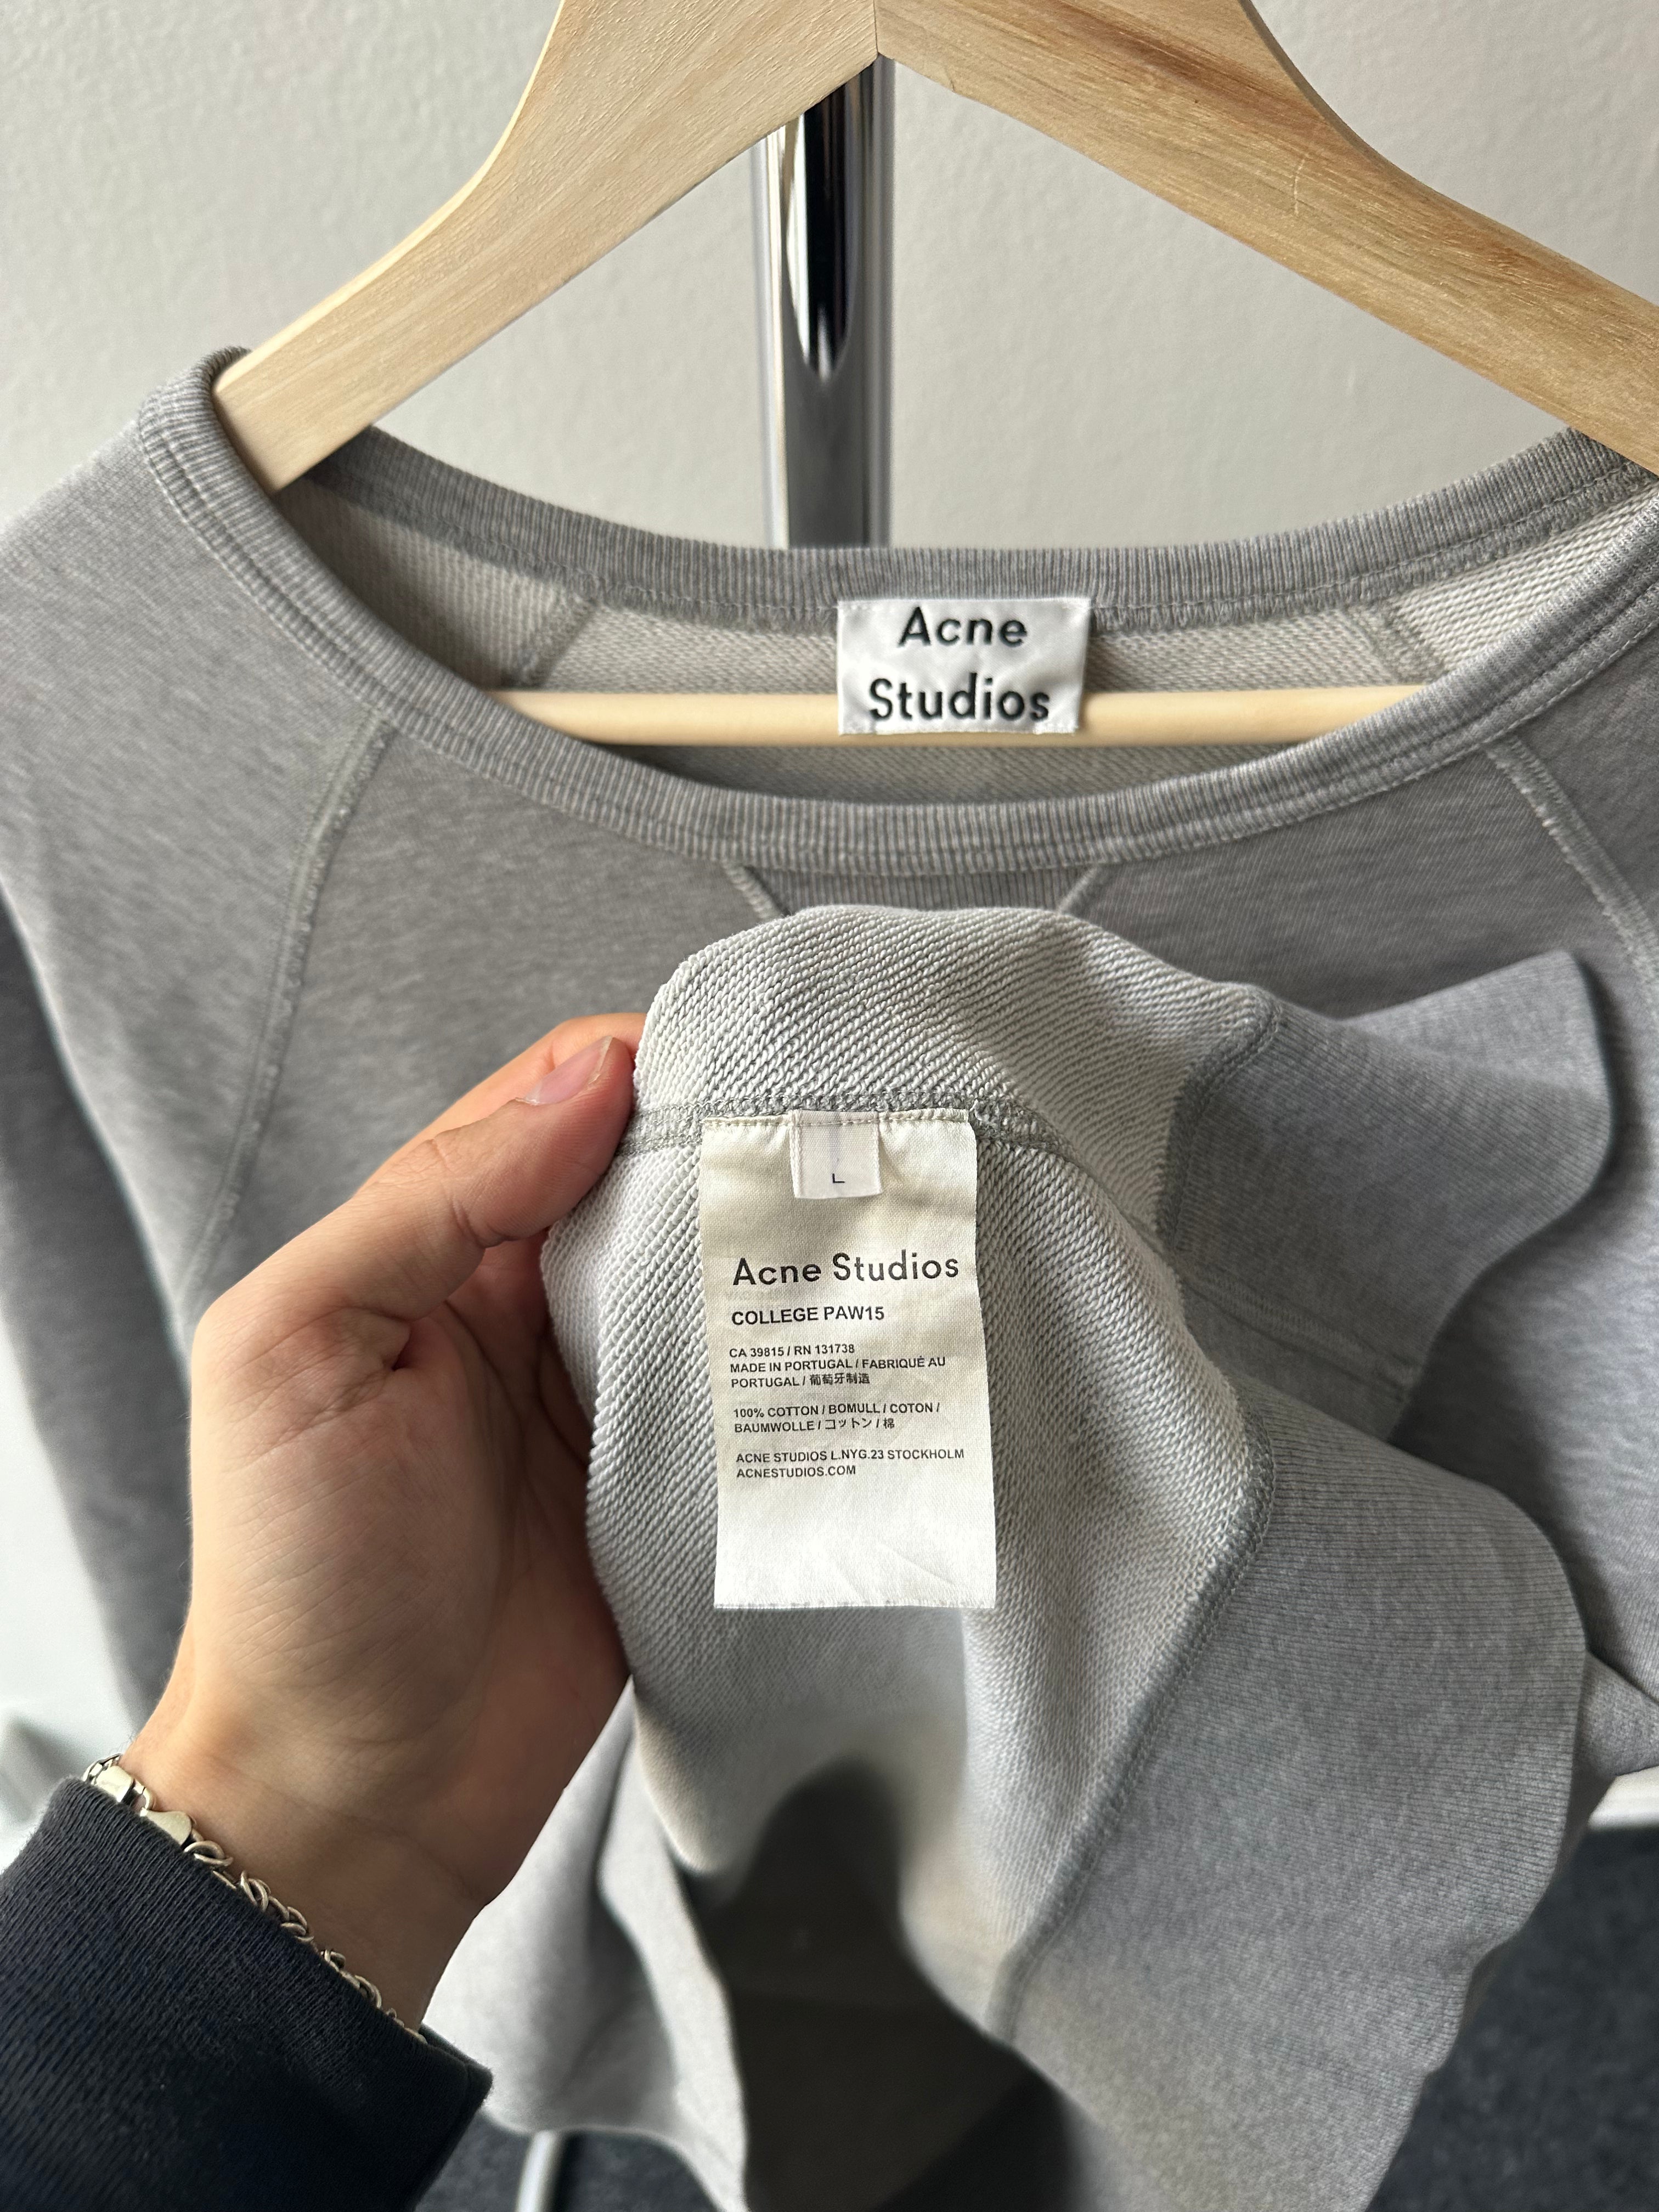 Acne
Studios
L
Acne Studios
COLLEGE PAW15
CA 39815 / RN 131738
MADE IN PORTUGAL / FABRIQUÉ AU
PORTUGAL / 葡萄牙制造
100% COTTON / BOMULL / COTON /
BAUMWOLLE / コットン / 棉
ACNE STUDIOS L.NYG.23 STOCKHOLM
ACNESTUDIOS.COM